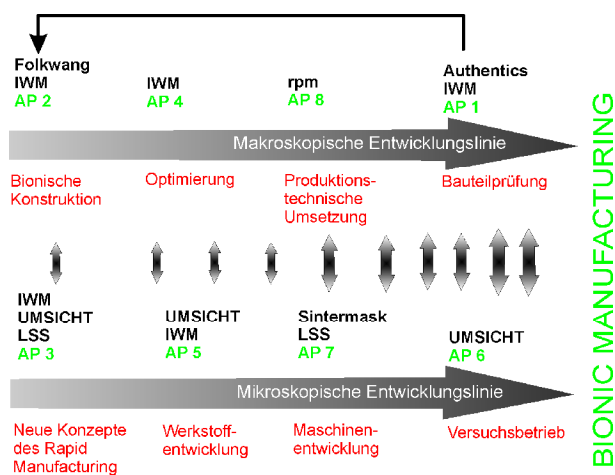 Folkwang
IWM
AP 2
IWM
AP 4
rpm
AP 8
Authentics
IWM
AP 1
Makroskopische Entwicklungslinie
Bionische
Konstruktion
Optimierung
Produktions-
technische
Umsetzung
Bauteilprüfung
IWM
UMSICHT
LSS
AP 3
UMSICHT
IWM
AP 5
Sintermask
LSS
AP 7
UMSICHT
AP 6
Mikroskopische Entwicklungslinie
Neue Konzepte
des Rapid
Manufacturing
Werkstoff-
entwicklung
Maschinen-
entwicklung
Versuchsbetrieb
BIONIC MANUFACTURING